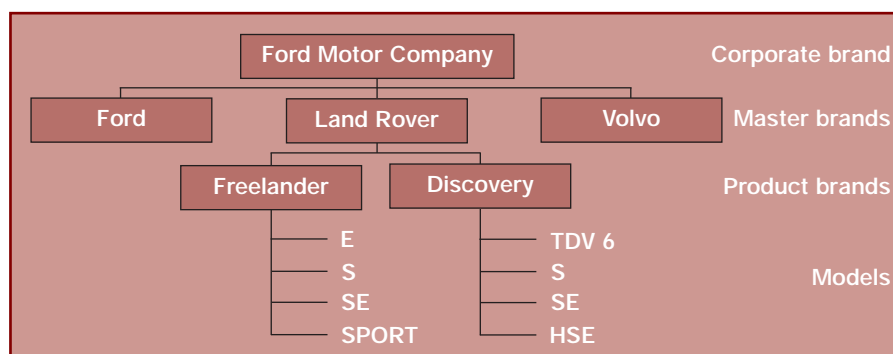 Ford Motor Company Corporate brand
Ford Land Rover Volvo Master brands
Freelander Discovery Product brands
E TDV 6
S S
Models
SE SE
SPORT HSE